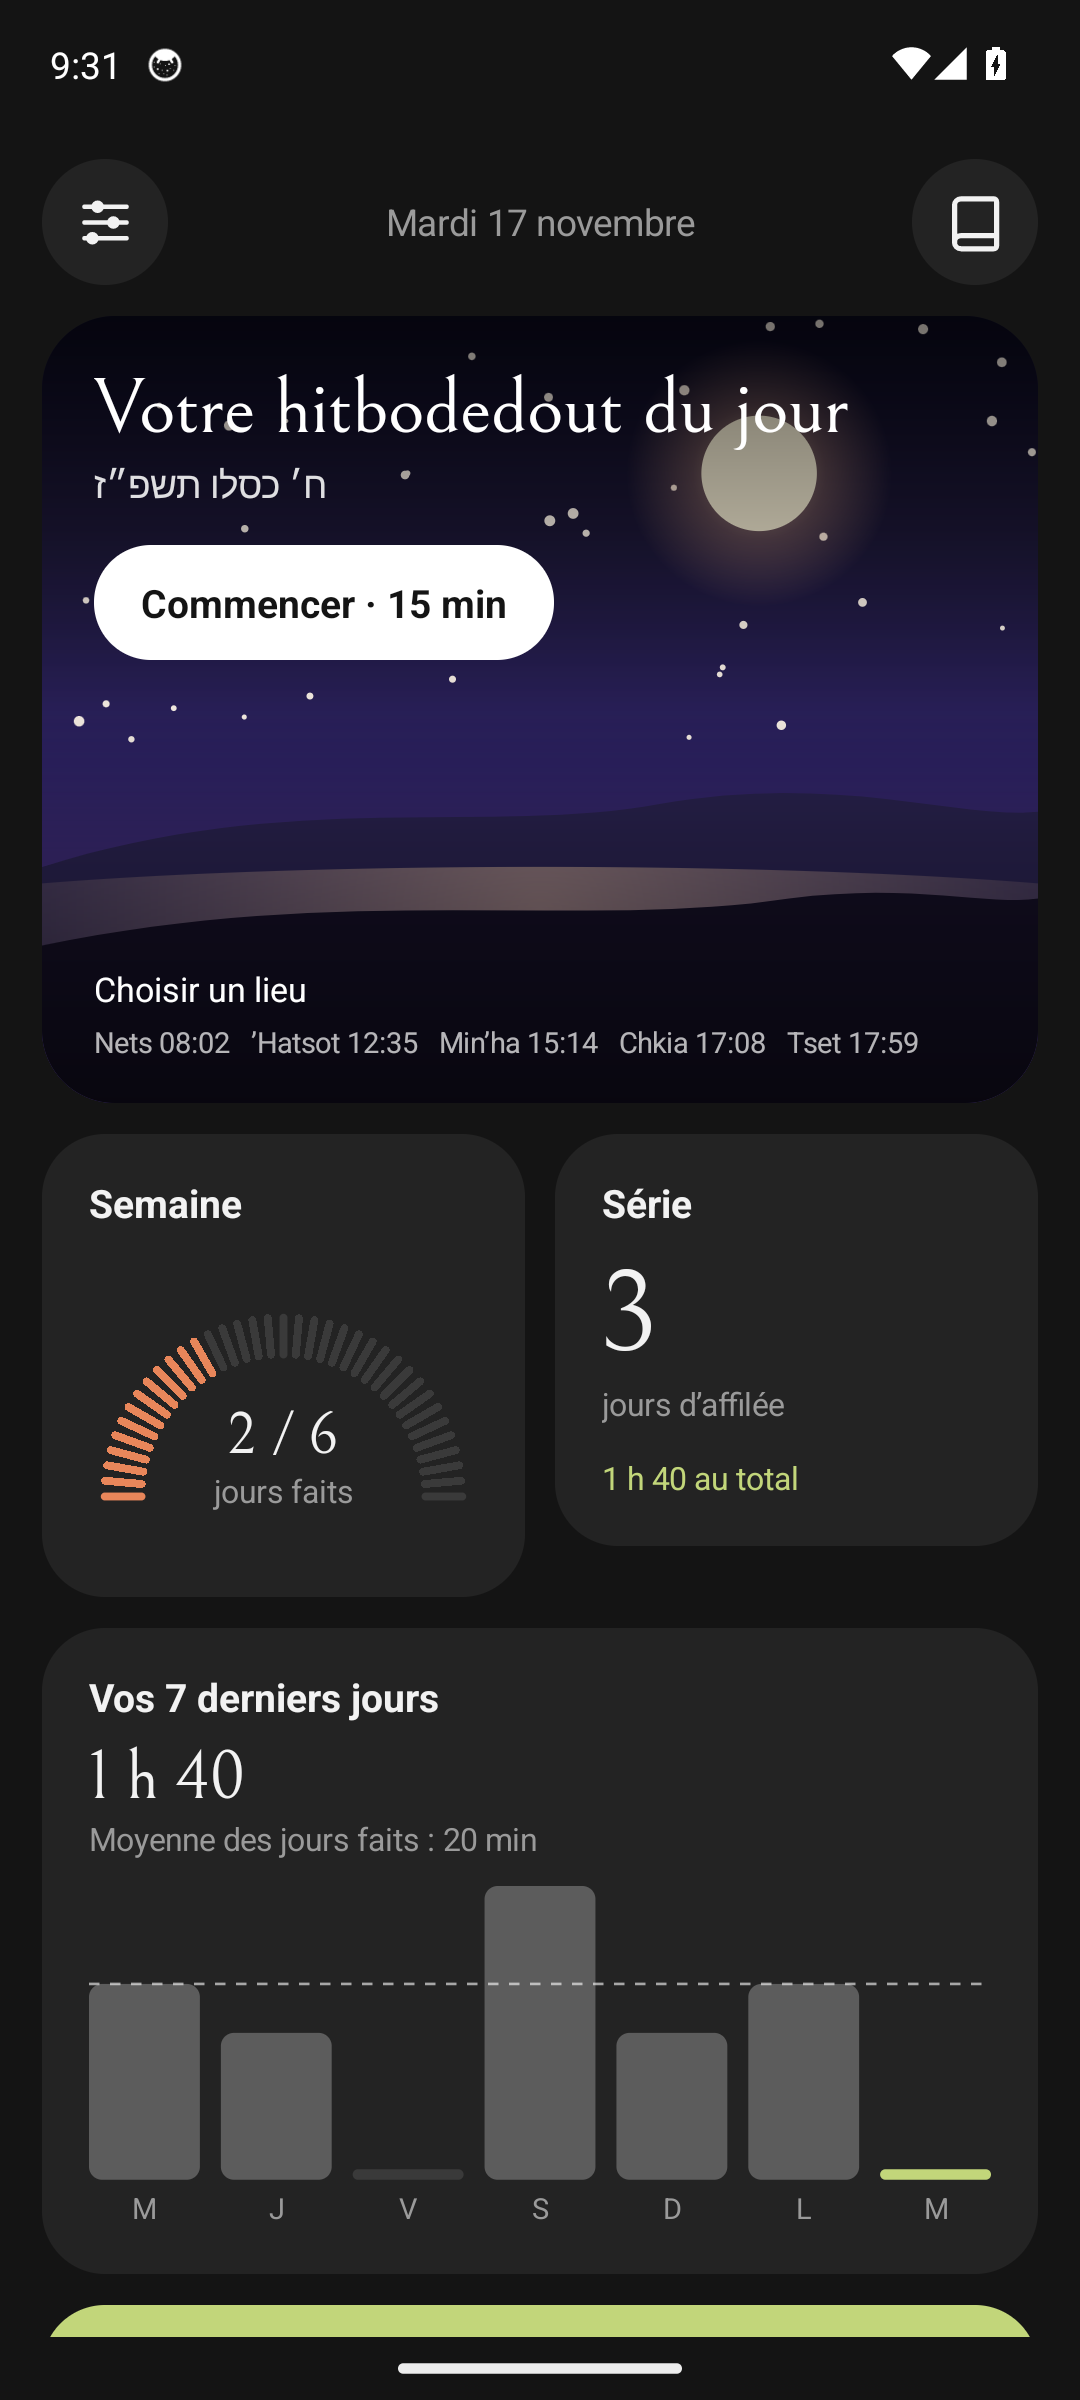 9:31
Mardi 17 novembre
Votre hitbodedout du jour
ח׳ כסלו תשפ״ז
Commencer · 15 min
Choisir un lieu
Nets 08:02 ’Hatsot 12:35 Min’ha 15:14 Chkia 17:08 Tset 17:59
Semaine
2 / 6
jours faits
Série
3
jours d’affilée
1 h 40 au total
Vos 7 derniers jours
1 h 40
Moyenne des jours faits : 20 min
M J V S D L M